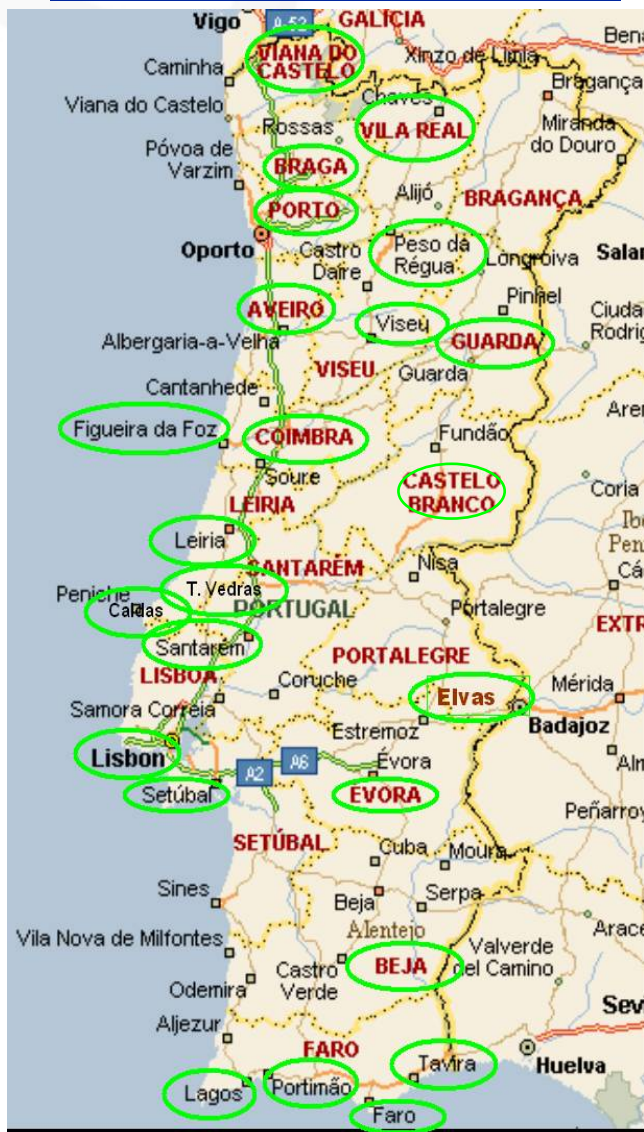 Vigo
A-52
GALICIA
VIANA DO
CASTELO
Xinzo de Limia
Caminha
Bragança
Viana do Castelo
Chaves
Rossas
VILA REAL
Miranda
do Douro
Póvoa de
Varzim
BRAGA
Alijó
BRAGANÇA
PORTO
Oporto
Castro
Daire
Peso da
Régua
Longroiva
Salar
Pinhel
AVEIRO
Viseu
Ciuda
Rodrig
Albergaria-a-Velha
GUARDA
VISEU
Guarda
Cantanhede
Figueira da Foz
COIMBRA
Fundão
Soure
CASTELO
BRANCO
Coria
LEIRIA
Leiria
SANTARÉM
Nisa
Peniche
T. Vedras
Caldas
PORTUGAL
Portalegre
EXTR
Santarém
PORTALEGRE
LISBOA
Coruche
Elvas
Mérida
Samora Correia
Estremoz
Badajoz
Lisbon
A2
A6
Évora
Setúbal
EVORA
Peñarroy
SETÚBAL
Cuba
Moura
Sines
Beja
Serpa
Alentejo
Vila Nova de Milfontes
BEJA
Valverde
del Camino
Castro
Verde
Odemira
Sev
Aljezur
FARO
Tavira
Huelva
Lagos
Portimão
Faro